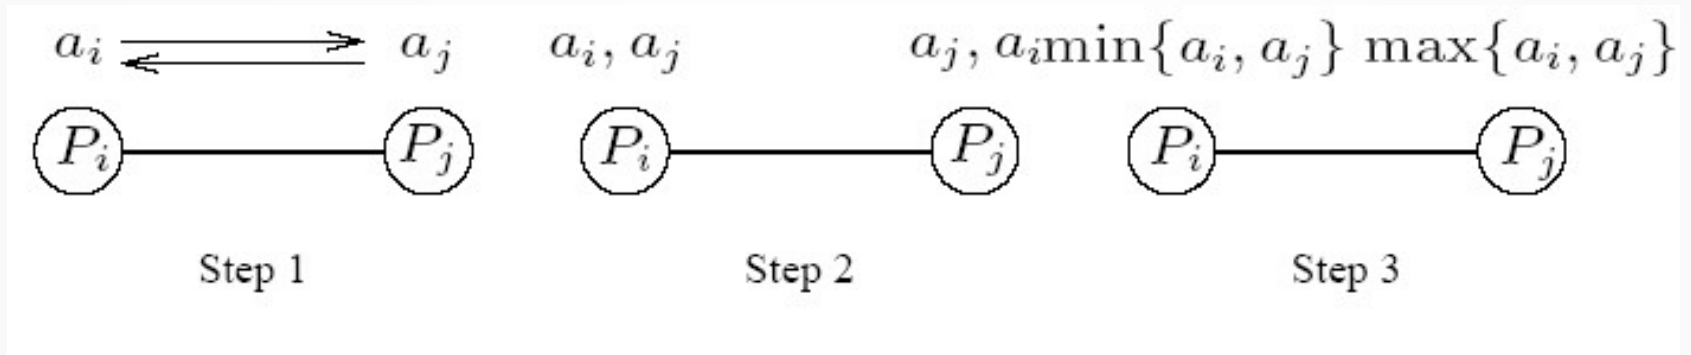 a_i a_j a_i, a_j a_j, a_i min{a_i, a_j} max{a_i, a_j}
P_i P_j P_i P_j P_i P_j
Step 1 Step 2 Step 3